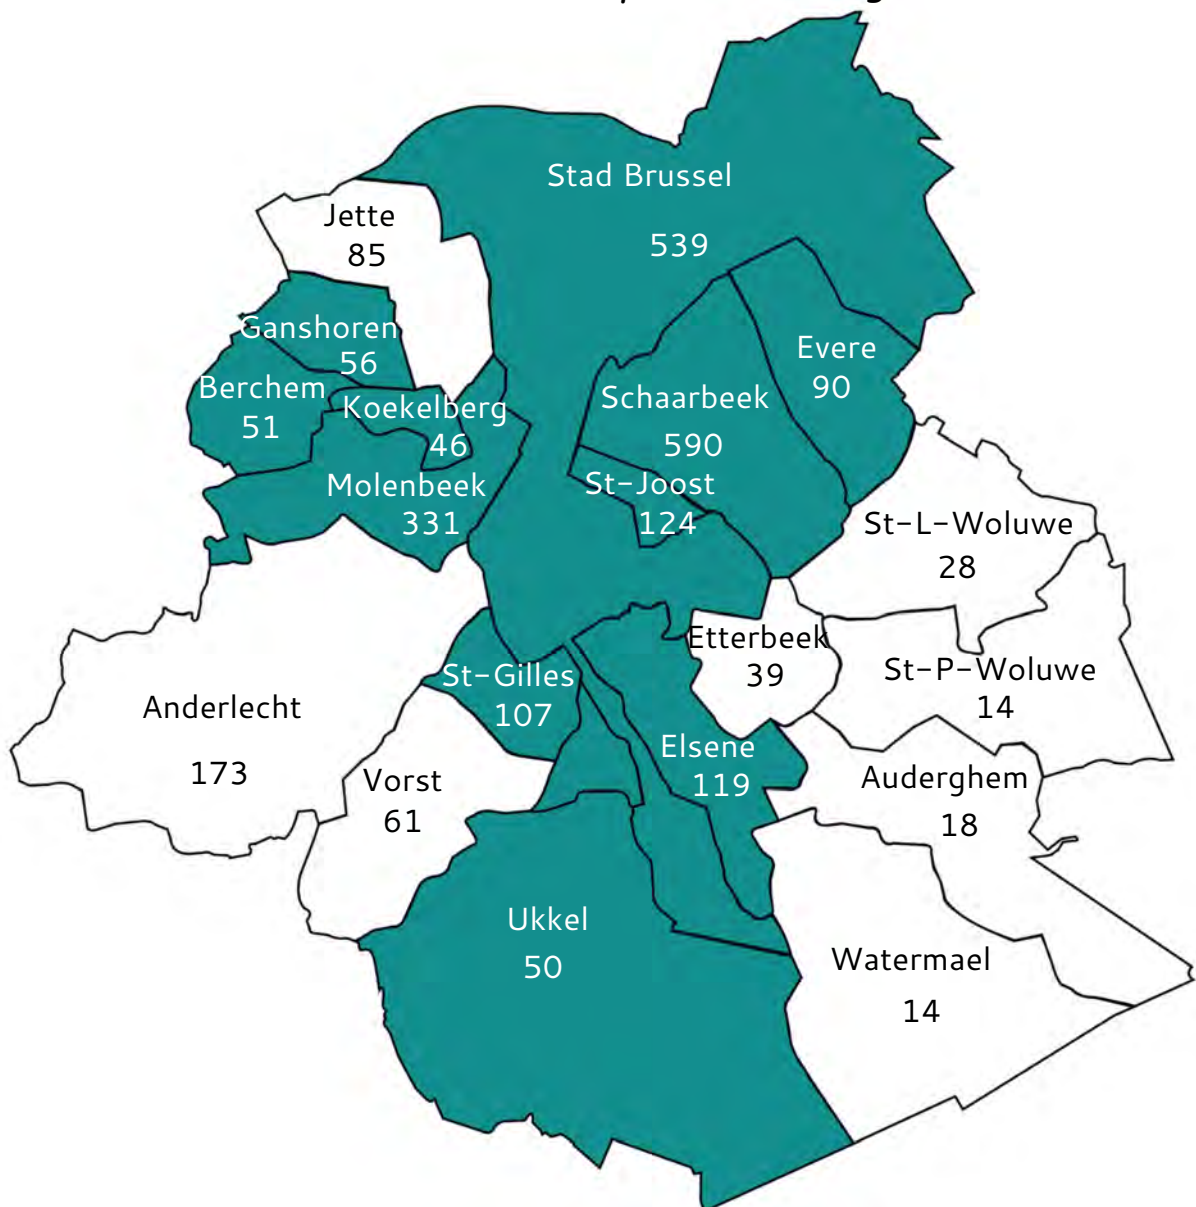 Stad Brussel
539
Jette
85
Ganshoren
56
Berchem
51
Koekelberg
46
Molenbeek
331
Schaarbeek
590
Evere
90
St-Joost
124
St-L-Woluwe
28
Etterbeek
39
St-P-Woluwe
14
St-Gilles
107
Anderlecht
173
Vorst
61
Elsene
119
Auderghem
18
Ukkel
50
Watermael
14